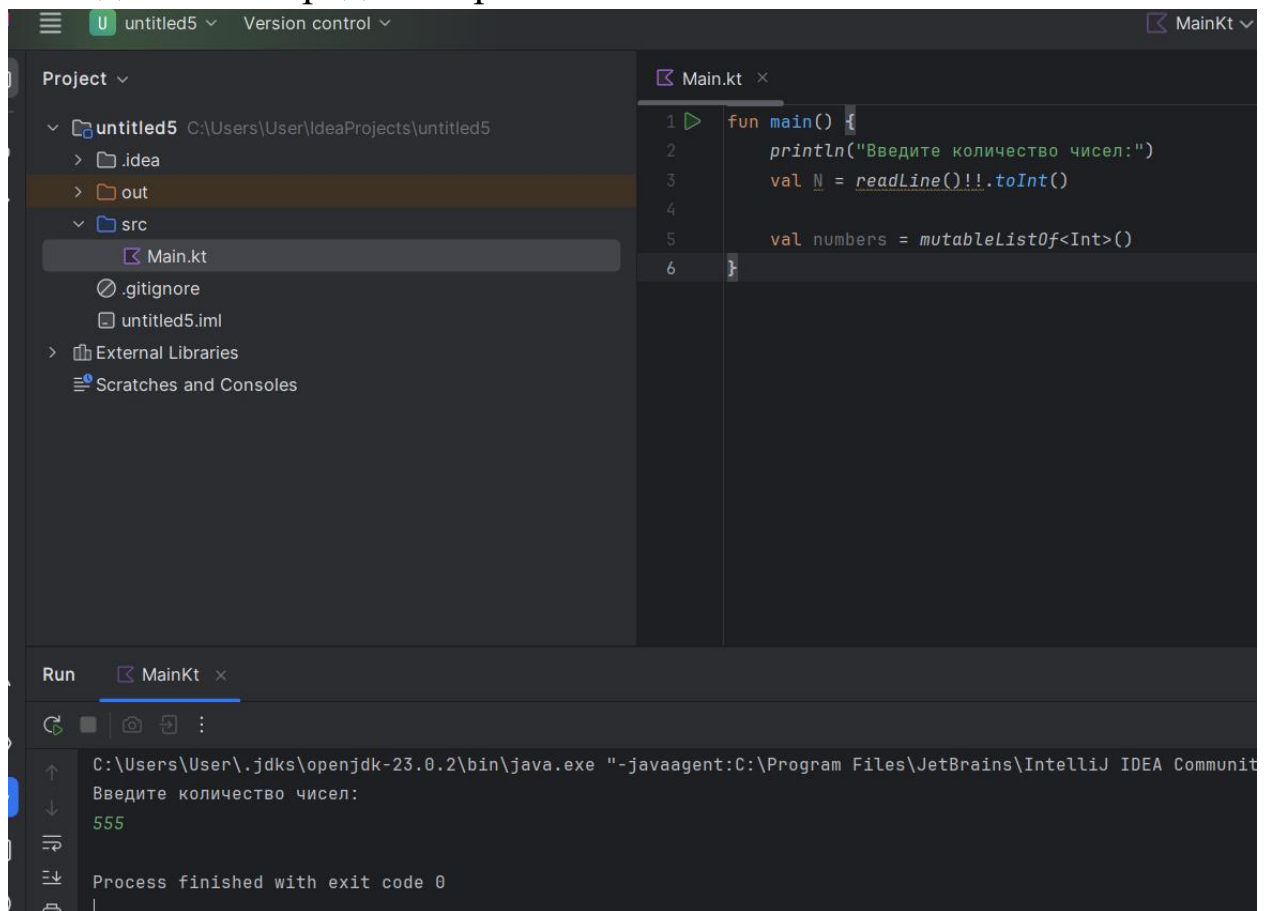 U untitled5 Version control MainKt
Project
Main.kt
untitled5 C:\Users\User\IdeaProjects\untitled5
.idea
out
src
Main.kt
.gitignore
untitled5.iml
External Libraries
Scratches and Consoles
1 fun main() {
2 println("Введите количество чисел:")
3 val N = readLine()!!.toInt()
4
5 val numbers = mutableListOf<Int>()
6 }
Run MainKt
C:\Users\User\.jdks\openjdk-23.0.2\bin\java.exe "-javaagent:C:\Program Files\JetBrains\IntelliJ IDEA Communit
Введите количество чисел:
555
Process finished with exit code 0